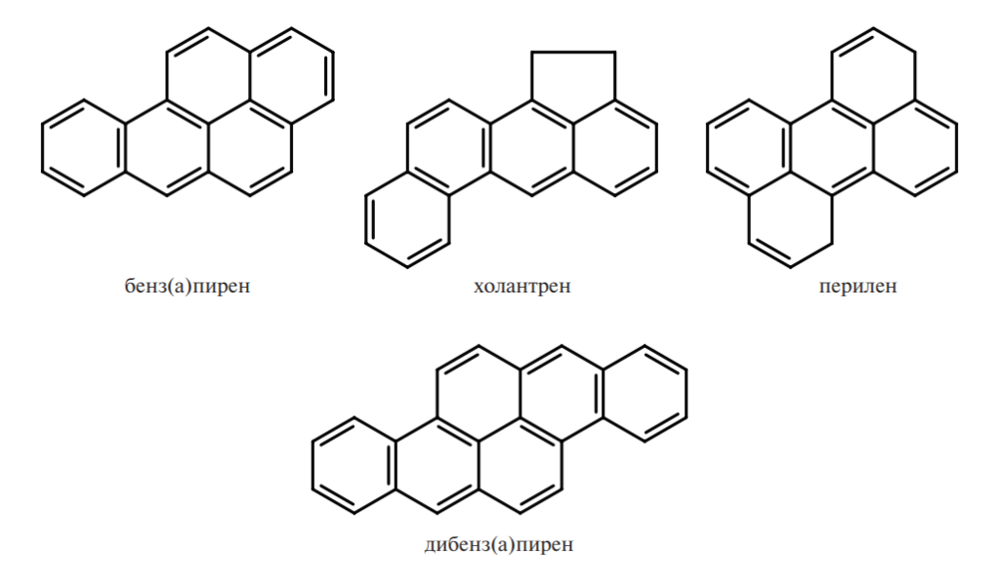 бенз(а)пирен
холантрен
перилен
дибенз(а)пирен